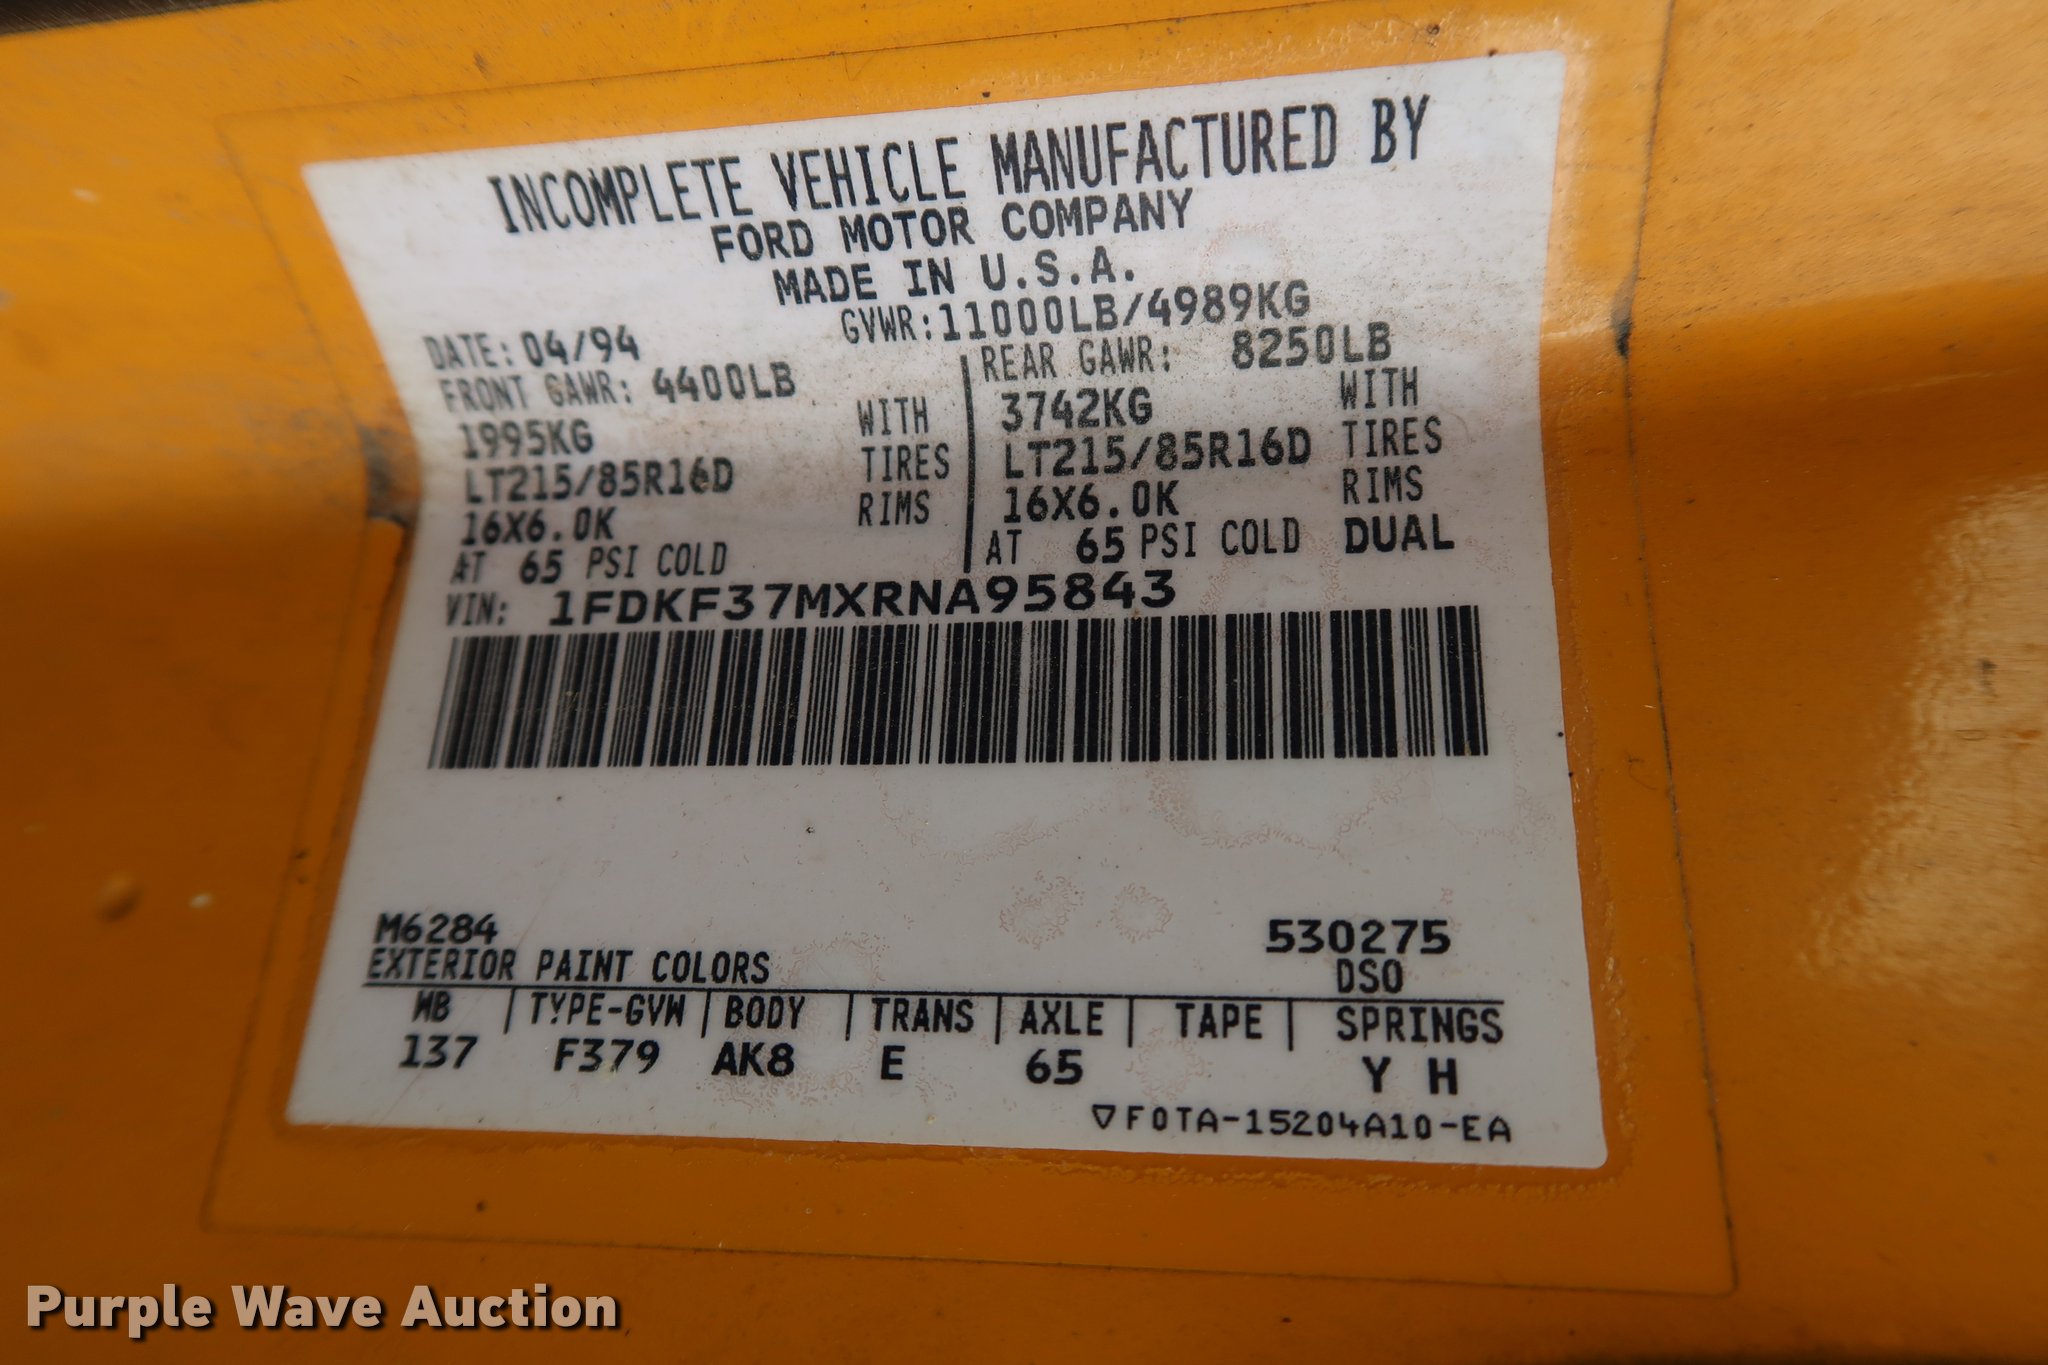 INCOMPLETE VEHICLE MANUFACTURED BY
FORD MOTOR COMPANY
MADE IN U.S.A.
DATE: 04/94 GVWR: 11000LB/4989KG
FRONT GAWR: 4400LB REAR GAWR: 8250LB
1995KG WITH 3742KG WITH
LT215/85R16D TIRES LT215/85R16D TIRES
16X6.0K RIMS 16X6.0K RIMS
AT 65 PSI COLD AT 65 PSI COLD DUAL
VIN: 1FDKF37MXRNA95843
M6284 530275
EXTERIOR PAINT COLORS DSO
WB | TYPE-GVW | BODY | TRANS | AXLE | TAPE | SPRINGS
137 F379 AK8 E 65 Y H
▽F0TA-15204A10-EA
Purple Wave Auction